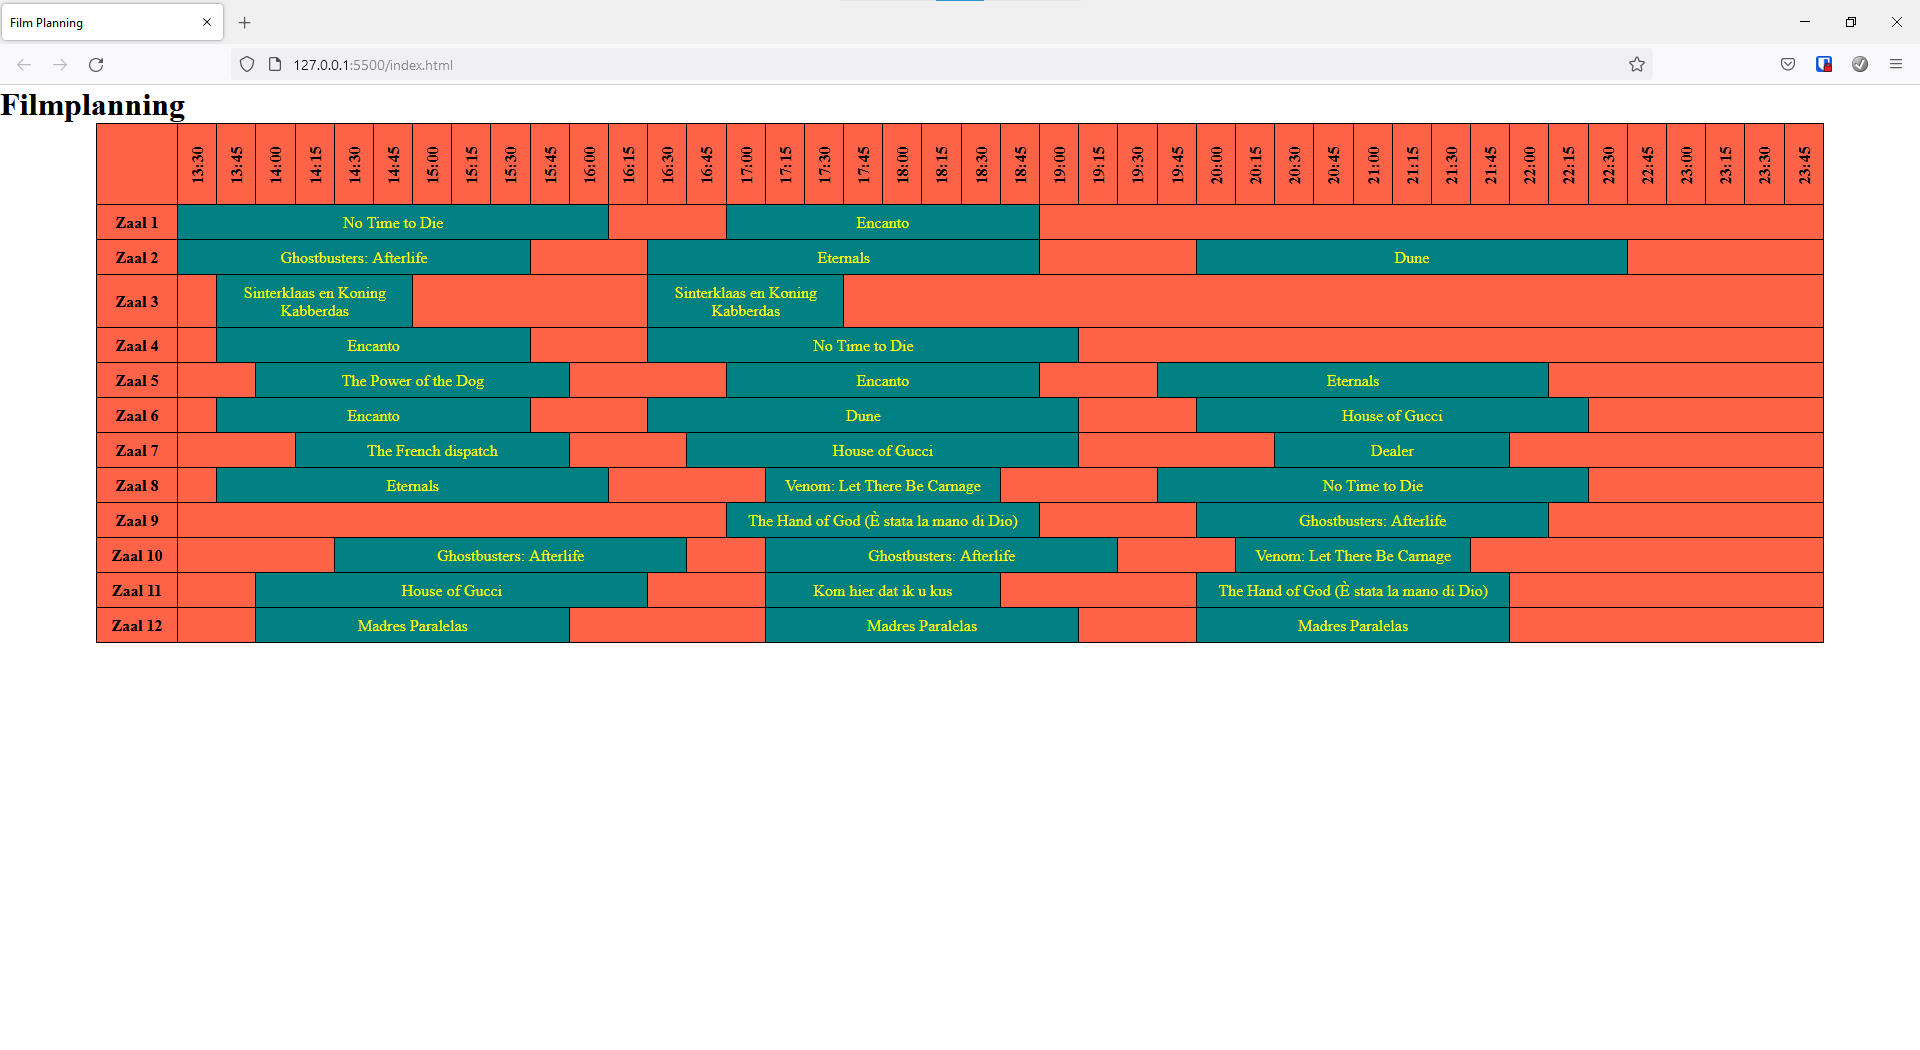 Film Planning
127.0.0.1:5500/index.html
Filmplanning
13:30 13:45 14:00 14:15 14:30 14:45 15:00 15:15 15:30 15:45 16:00 16:15 16:30 16:45 17:00 17:15 17:30 17:45 18:00 18:15 18:30 18:45 19:00 19:15 19:30 19:45 20:00 20:15 20:30 20:45 21:00 21:15 21:30 21:45 22:00 22:15 22:30 22:45 23:00 23:15 23:30 23:45
Zaal 1 No Time to Die Encanto
Zaal 2 Ghostbusters: Afterlife Eternals Dune
Zaal 3 Sinterklaas en Koning Kabberdas Sinterklaas en Koning Kabberdas
Zaal 4 Encanto No Time to Die
Zaal 5 The Power of the Dog Encanto Eternals
Zaal 6 Encanto Dune House of Gucci
Zaal 7 The French dispatch House of Gucci Dealer
Zaal 8 Eternals Venom: Let There Be Carnage No Time to Die
Zaal 9 The Hand of God (È stata la mano di Dio) Ghostbusters: Afterlife
Zaal 10 Ghostbusters: Afterlife Ghostbusters: Afterlife Venom: Let There Be Carnage
Zaal 11 House of Gucci Kom hier dat ik u kus The Hand of God (È stata la mano di Dio)
Zaal 12 Madres Paralelas Madres Paralelas Madres Paralelas